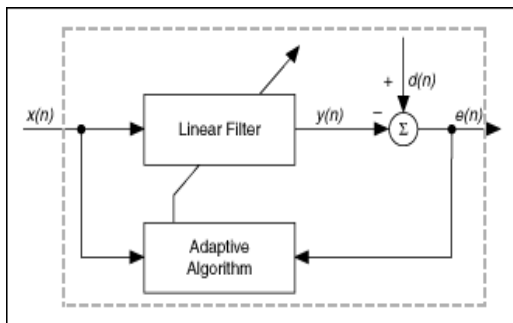 +
d(n)
x(n)
Linear Filter
y(n)
−
Σ
e(n)
Adaptive
Algorithm